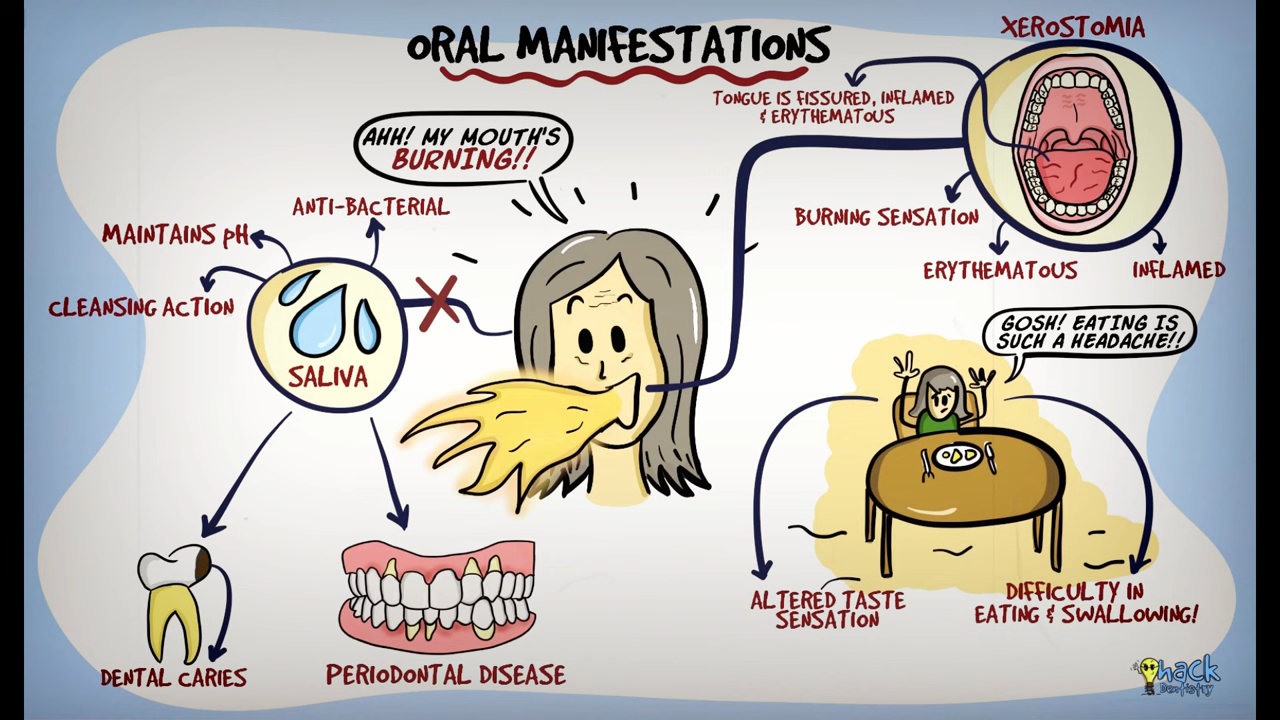 ORAL MANIFESTATIONS
XEROSTOMIA
TONGUE IS FISSURED, INFLAMED
& ERYTHEMATOUS
AHH! MY MOUTH'S
BURNING!!
ANTI-BACTERIAL
MAINTAINS pH
CLEANSING ACTION
SALIVA
BURNING SENSATION
ERYTHEMATOUS
INFLAMED
GOSH! EATING IS
SUCH A HEADACHE!!
ALTERED TASTE
SENSATION
DIFFICULTY IN
EATING & SWALLOWING!
DENTAL CARIES
PERIODONTAL DISEASE
hack
Dentistry